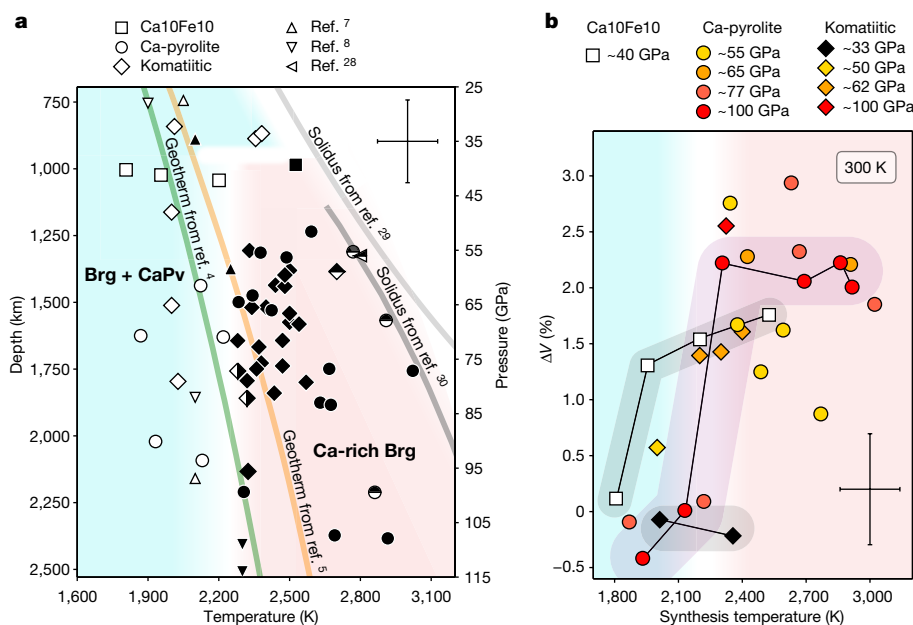 a
Ca10Fe10
Ca-pyrolite
Komatiitic
Ref. 7
Ref. 8
Ref. 28
750
1,000
1,250
1,500
1,750
2,000
2,250
2,500
Depth (km)
25
35
45
55
65
75
85
95
105
115
Pressure (GPa)
1,600
1,900
2,200
2,500
2,800
3,100
Temperature (K)
Geotherm from ref. 4
Geotherm from ref. 5
Solidus from ref. 29
Solidus from ref. 30
Brg + CaPv
Ca-rich Brg
b
Ca10Fe10
~40 GPa
Ca-pyrolite
~55 GPa
~65 GPa
~77 GPa
~100 GPa
Komatiitic
~33 GPa
~50 GPa
~62 GPa
~100 GPa
300 K
3.0
2.5
2.0
1.5
1.0
0.5
0
−0.5
ΔV (%)
1,800
2,100
2,400
2,700
3,000
Synthesis temperature (K)